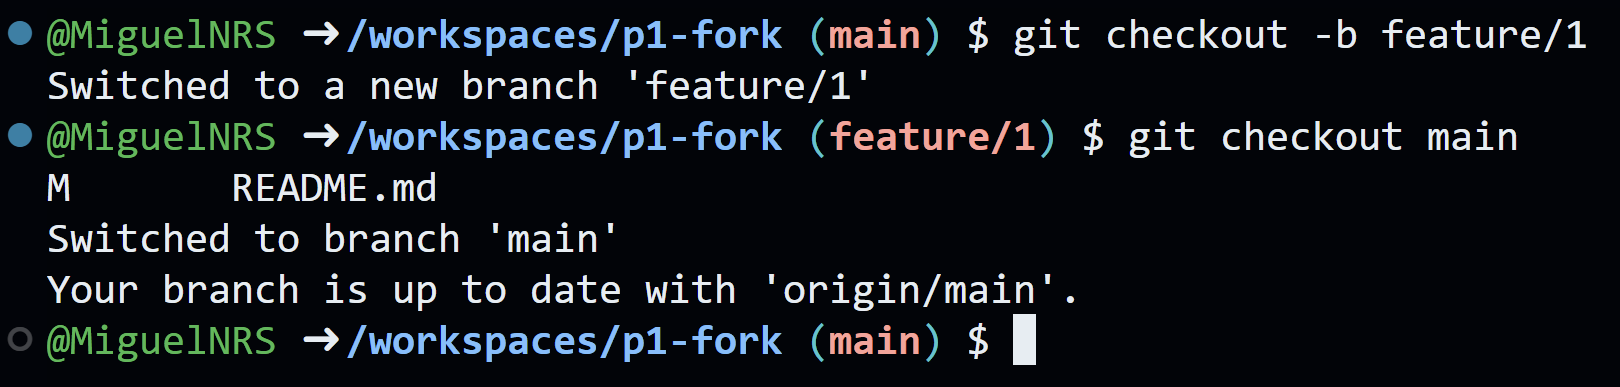 @MiguelNRS ➜ /workspaces/p1-fork (main) $ git checkout -b feature/1
Switched to a new branch 'feature/1'
@MiguelNRS ➜ /workspaces/p1-fork (feature/1) $ git checkout main
M       README.md
Switched to branch 'main'
Your branch is up to date with 'origin/main'.
@MiguelNRS ➜ /workspaces/p1-fork (main) $